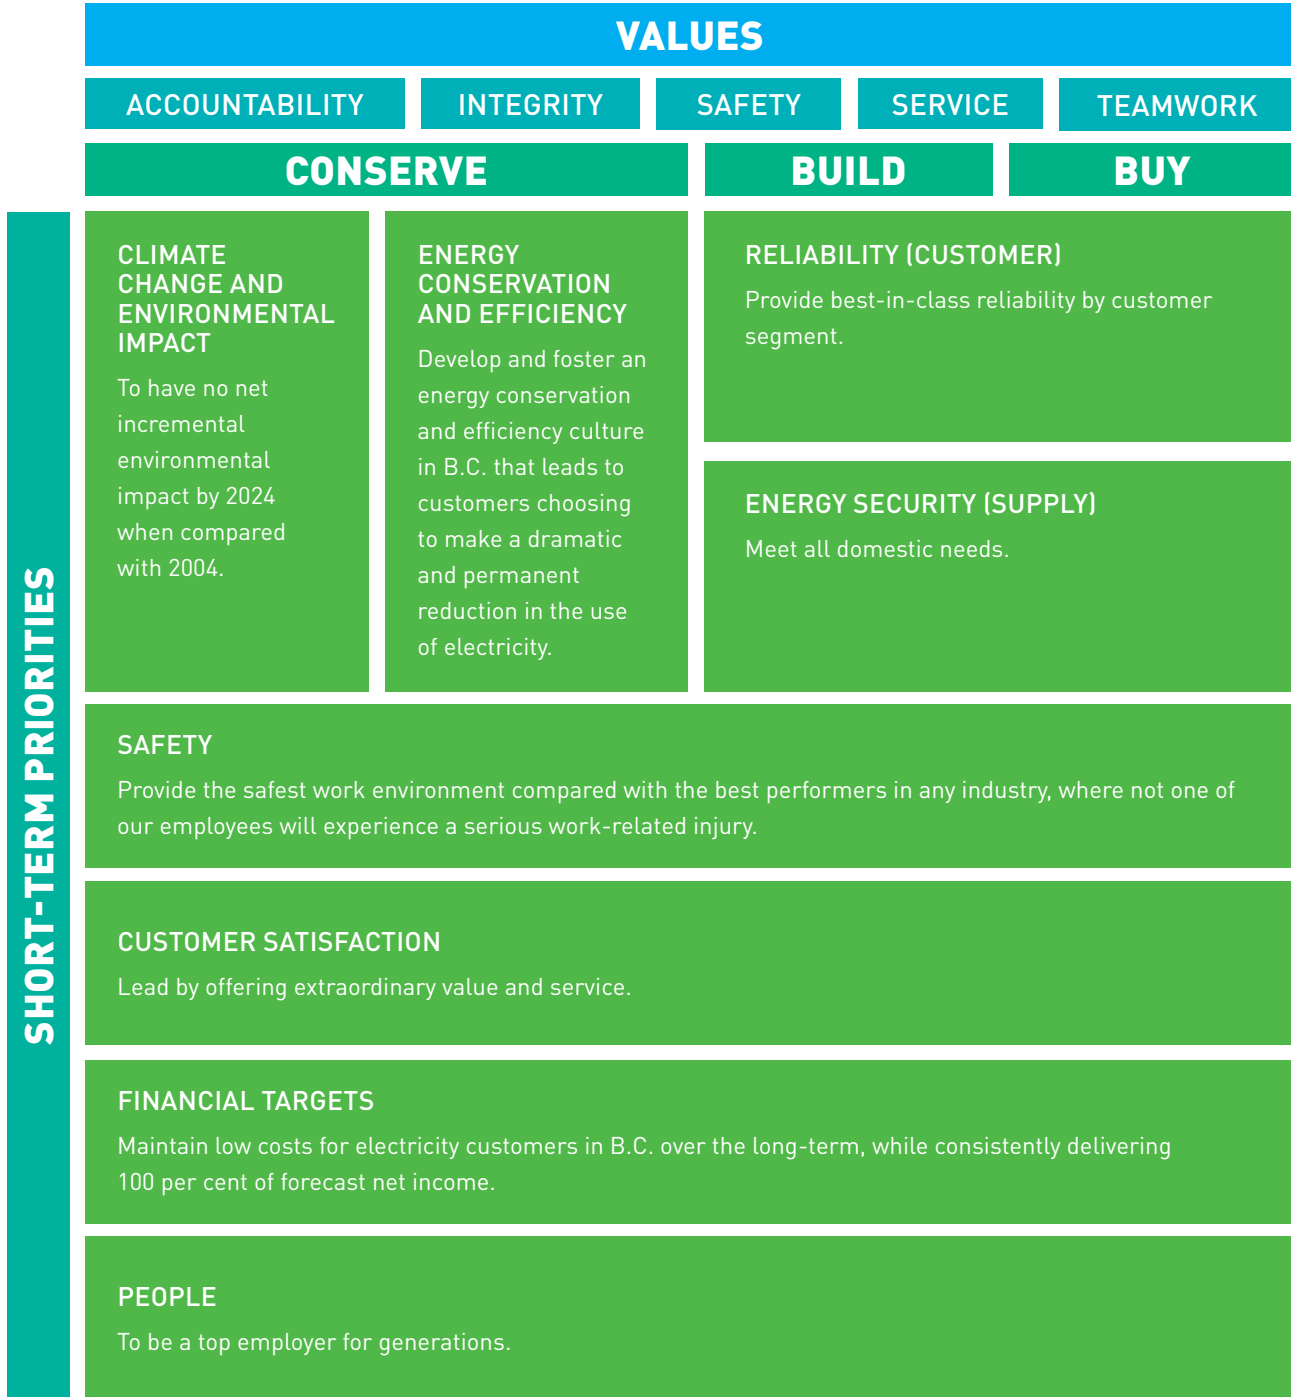 VALUES
ACCOUNTABILITY
INTEGRITY
SAFETY
SERVICE
TEAMWORK
CONSERVE
BUILD
BUY
SHORT-TERM PRIORITIES
CLIMATE
CHANGE AND
ENVIRONMENTAL
IMPACT
To have no net
incremental
environmental
impact by 2024
when compared
with 2004.
ENERGY
CONSERVATION
AND EFFICIENCY
Develop and foster an
energy conservation
and efficiency culture
in B.C. that leads to
customers choosing
to make a dramatic
and permanent
reduction in the use
of electricity.
RELIABILITY (CUSTOMER)
Provide best-in-class reliability by customer
segment.
ENERGY SECURITY (SUPPLY)
Meet all domestic needs.
SAFETY
Provide the safest work environment compared with the best performers in any industry, where not one of
our employees will experience a serious work-related injury.
CUSTOMER SATISFACTION
Lead by offering extraordinary value and service.
FINANCIAL TARGETS
Maintain low costs for electricity customers in B.C. over the long-term, while consistently delivering
100 per cent of forecast net income.
PEOPLE
To be a top employer for generations.